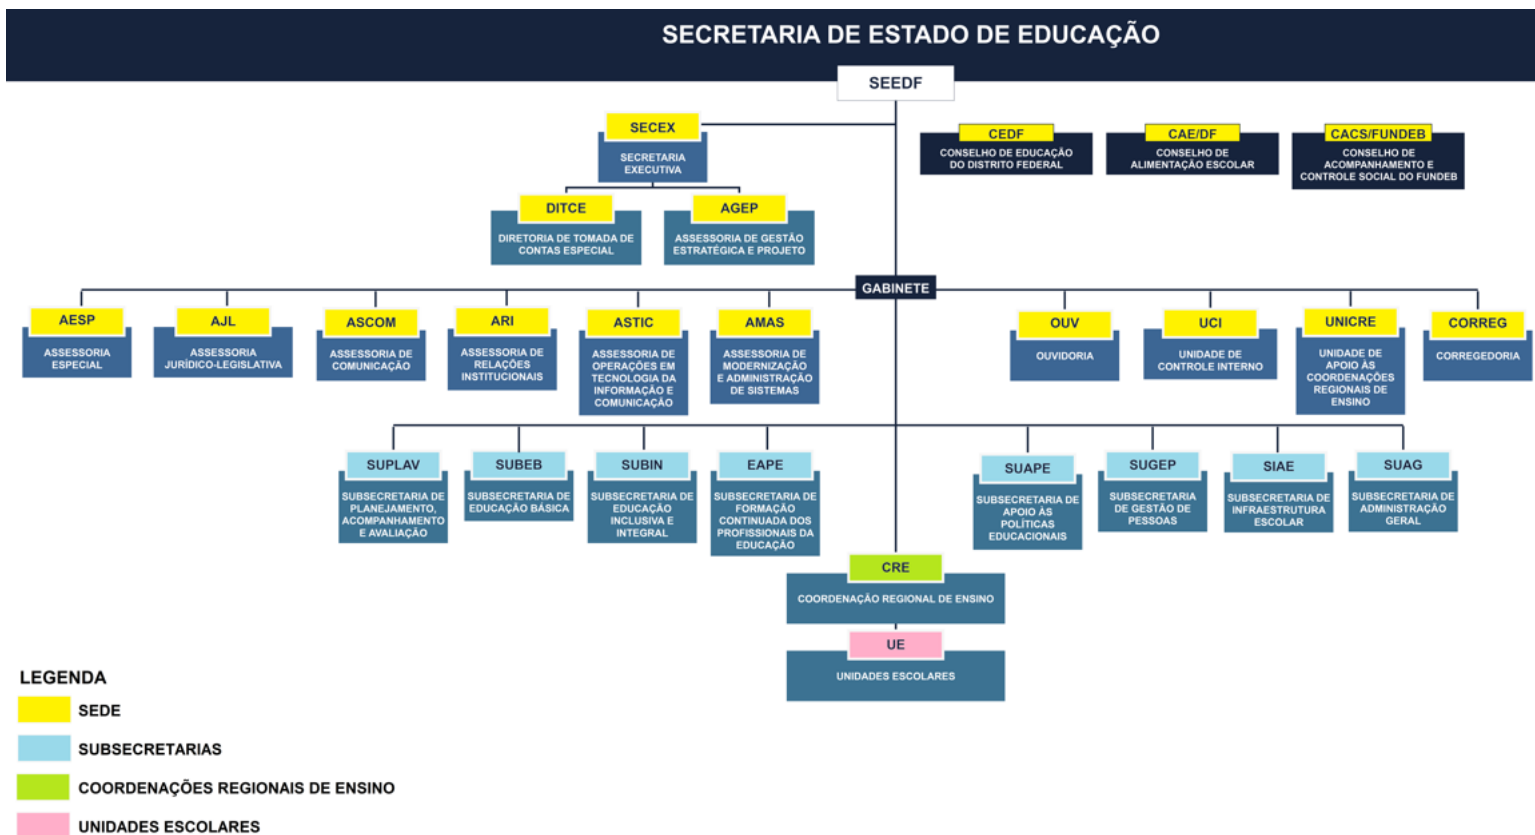 SECRETARIA DE ESTADO DE EDUCAÇÃO
SEEDF
SECEX
SECRETARIA
EXECUTIVA
CEDF
CONSELHO DE EDUCAÇÃO
DO DISTRITO FEDERAL
CAE/DF
CONSELHO DE
ALIMENTAÇÃO ESCOLAR
CACS/FUNDEB
CONSELHO DE
ACOMPANHAMENTO E
CONTROLE SOCIAL DO FUNDEB
DITCE
DIRETORIA DE TOMADA DE
CONTAS ESPECIAL
AGEP
ASSESSORIA DE GESTÃO
ESTRATÉGICA E PROJETO
GABINETE
AESP
ASSESSORIA
ESPECIAL
AJL
ASSESSORIA
JURÍDICO-LEGISLATIVA
ASCOM
ASSESSORIA DE
COMUNICAÇÃO
ARI
ASSESSORIA DE
RELAÇÕES
INSTITUCIONAIS
ASTIC
ASSESSORIA DE
OPERAÇÕES EM
TECNOLOGIA DA
INFORMAÇÃO E
COMUNICAÇÃO
AMAS
ASSESSORIA DE
MODERNIZAÇÃO
E ADMINISTRAÇÃO
DE SISTEMAS
OUV
OUVIDORIA
UCI
UNIDADE DE
CONTROLE INTERNO
UNICRE
UNIDADE DE
APOIO ÀS
COORDENAÇÕES
REGIONAIS DE
ENSINO
CORREG
CORREGEDORIA
SUPLAV
SUBSECRETARIA DE
PLANEJAMENTO,
ACOMPANHAMENTO
E AVALIAÇÃO
SUBEB
SUBSECRETARIA DE
EDUCAÇÃO BÁSICA
SUBIN
SUBSECRETARIA DE
EDUCAÇÃO
INCLUSIVA E
INTEGRAL
EAPE
SUBSECRETARIA DE
FORMAÇÃO
CONTINUADA DOS
PROFISSIONAIS DA
EDUCAÇÃO
SUAPE
SUBSECRETARIA DE
APOIO ÀS
POLÍTICAS
EDUCACIONAIS
SUGEP
SUBSECRETARIA
DE GESTÃO DE
PESSOAS
SIAE
SUBSECRETARIA DE
INFRAESTRUTURA
ESCOLAR
SUAG
SUBSECRETARIA DE
ADMINISTRAÇÃO
GERAL
CRE
COORDENAÇÃO REGIONAL DE ENSINO
UE
UNIDADES ESCOLARES
LEGENDA
SEDE
SUBSECRETARIAS
COORDENAÇÕES REGIONAIS DE ENSINO
UNIDADES ESCOLARES